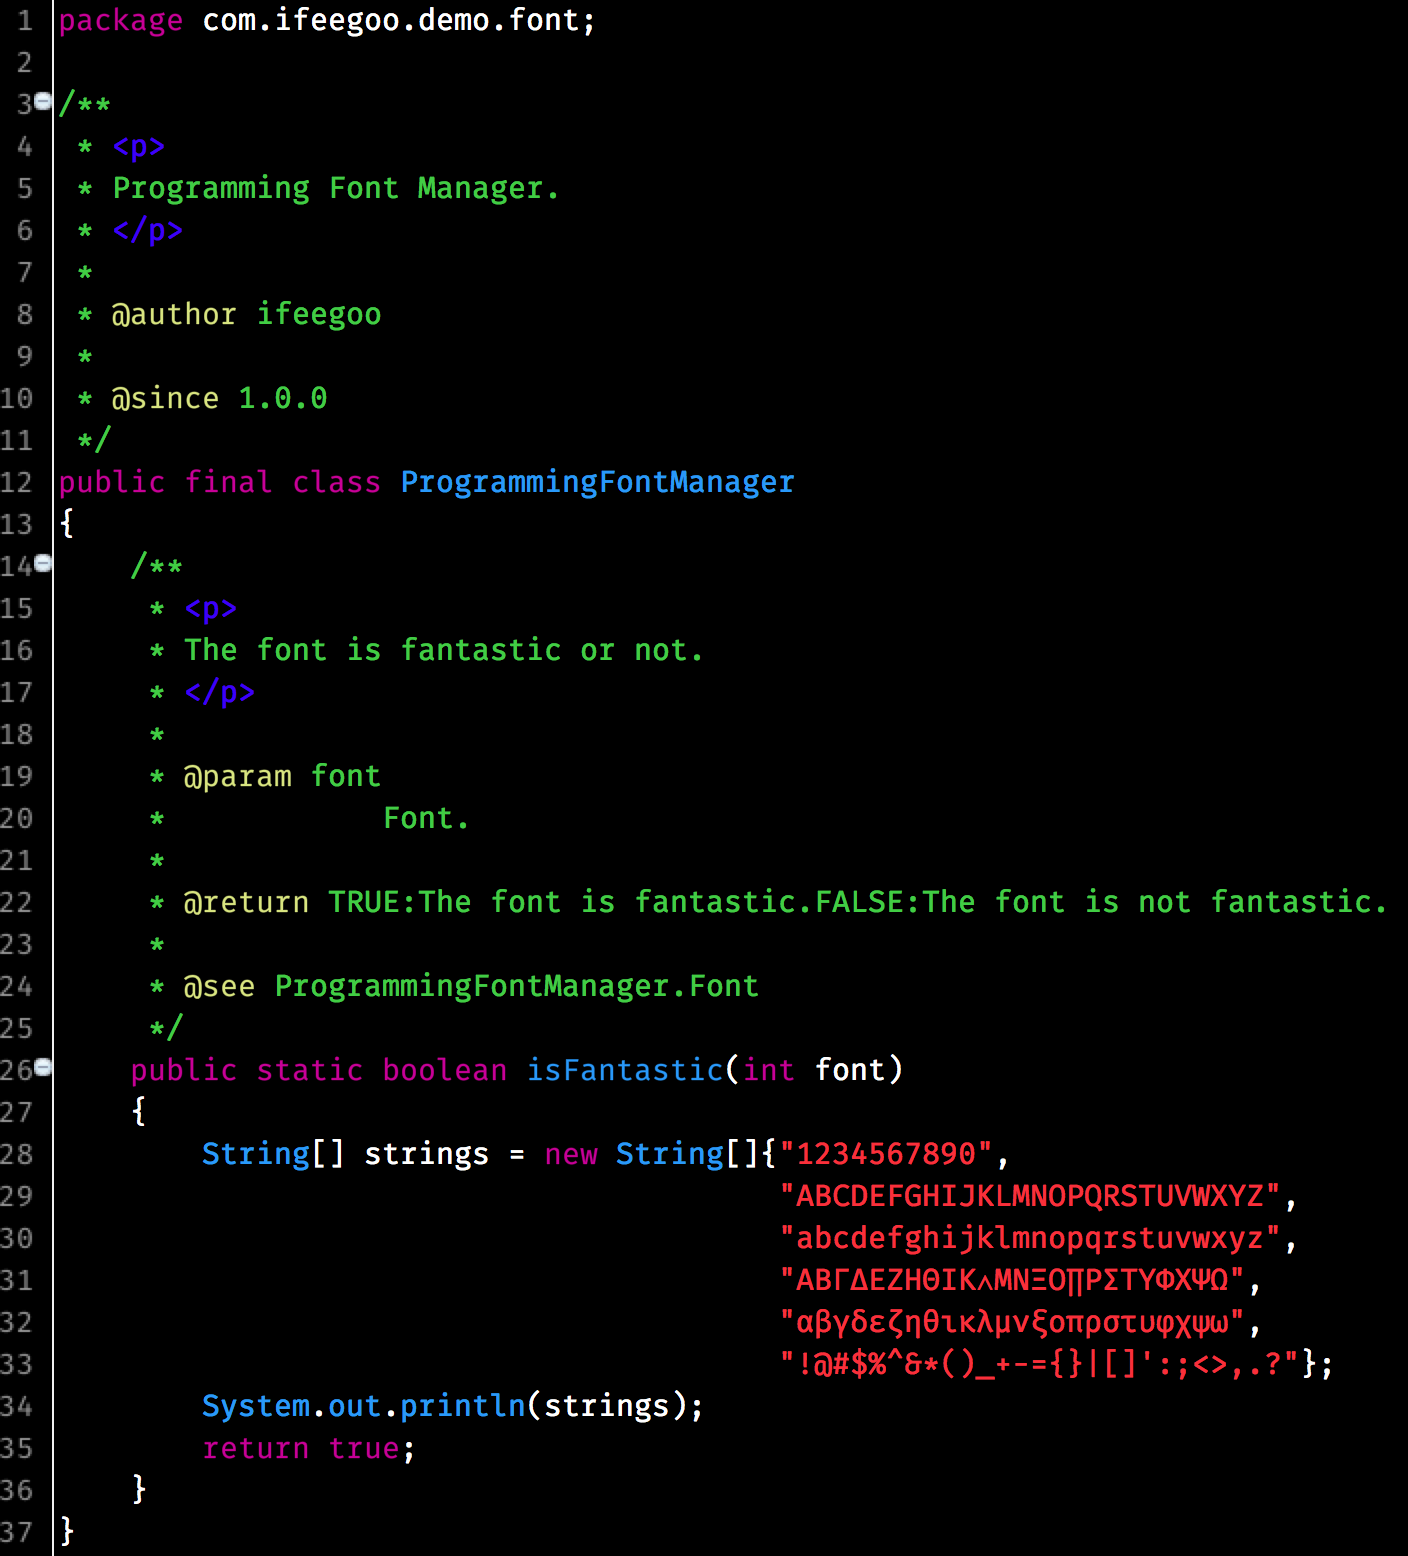 1 package com.ifeegoo.demo.font;
2
3 /**
4  * <p>
5  * Programming Font Manager.
6  * </p>
7  *
8  * @author ifeegoo
9  *
10  * @since 1.0.0
11  */
12 public final class ProgrammingFontManager
13 {
14     /**
15      * <p>
16      * The font is fantastic or not.
17      * </p>
18      *
19      * @param font
20      *            Font.
21      *
22      * @return TRUE:The font is fantastic.FALSE:The font is not fantastic.
23      *
24      * @see ProgrammingFontManager.Font
25      */
26     public static boolean isFantastic(int font)
27     {
28         String[] strings = new String[]{"1234567890",
29                                         "ABCDEFGHIJKLMNOPQRSTUVWXYZ",
30                                         "abcdefghijklmnopqrstuvwxyz",
31                                         "ΑΒΓΔΕΖΗΘΙΚ∧ΜΝΞΟ∏ΡΣΤΥΦΧΨΩ",
32                                         "αβγδεζηθικλμνξοπρστυφχψω",
33                                         "!@#$%^&*()_+-={}|[]':;<>,.?"};
34         System.out.println(strings);
35         return true;
36     }
37 }